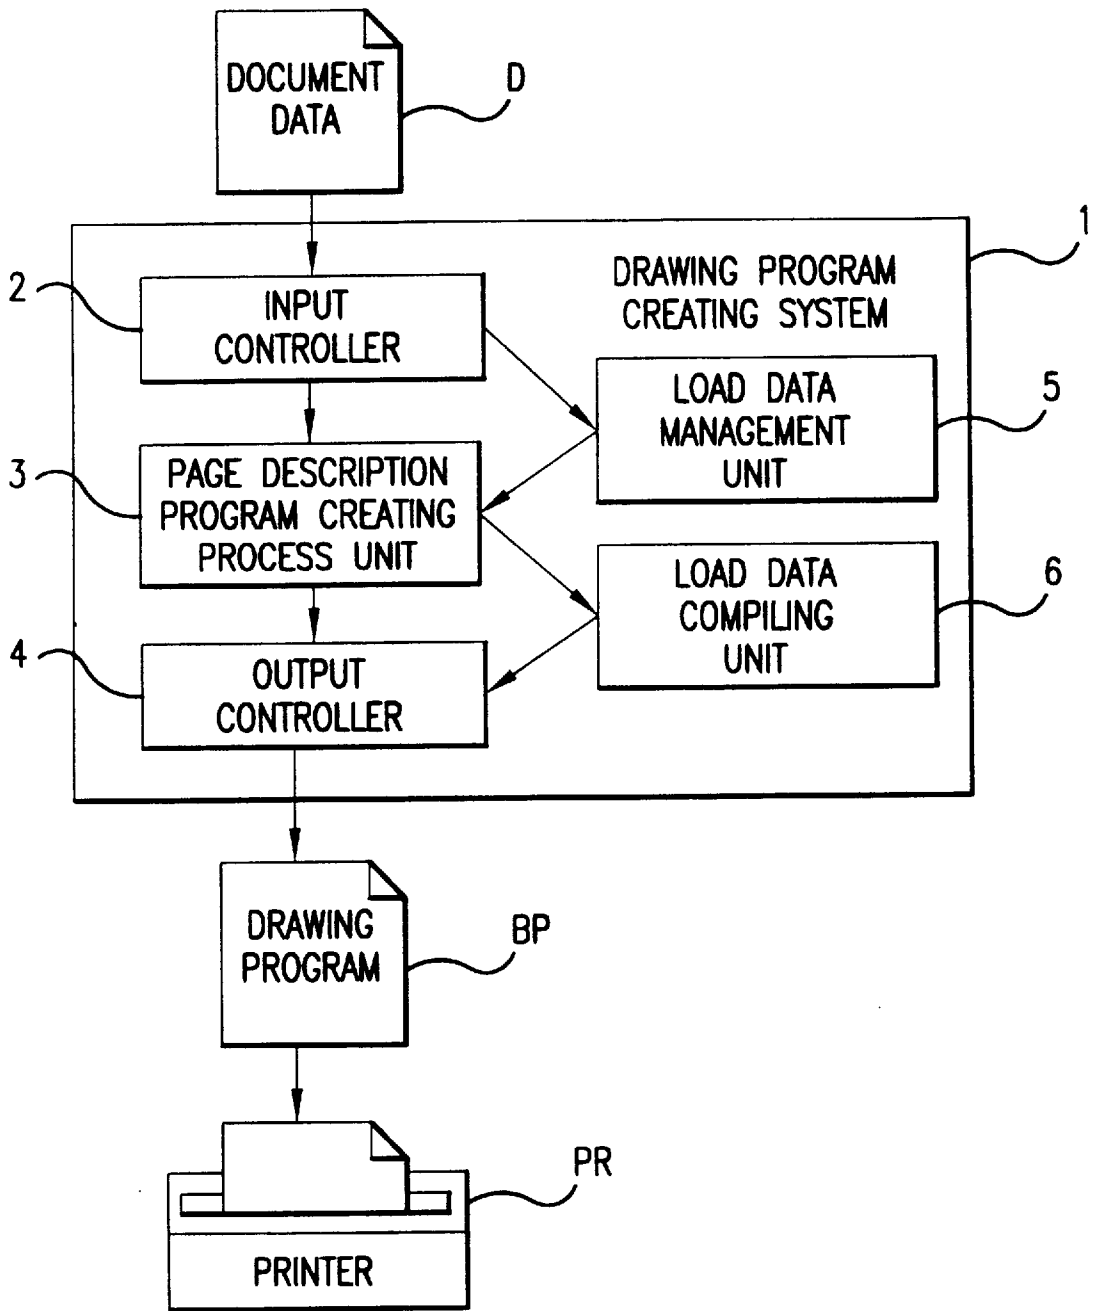 DOCUMENT
DATA
D
1
DRAWING PROGRAM
CREATING SYSTEM
2
INPUT
CONTROLLER
LOAD DATA
MANAGEMENT
UNIT
5
3
PAGE DESCRIPTION
PROGRAM CREATING
PROCESS UNIT
LOAD DATA
COMPILING
UNIT
6
4
OUTPUT
CONTROLLER
DRAWING
PROGRAM
BP
PR
PRINTER